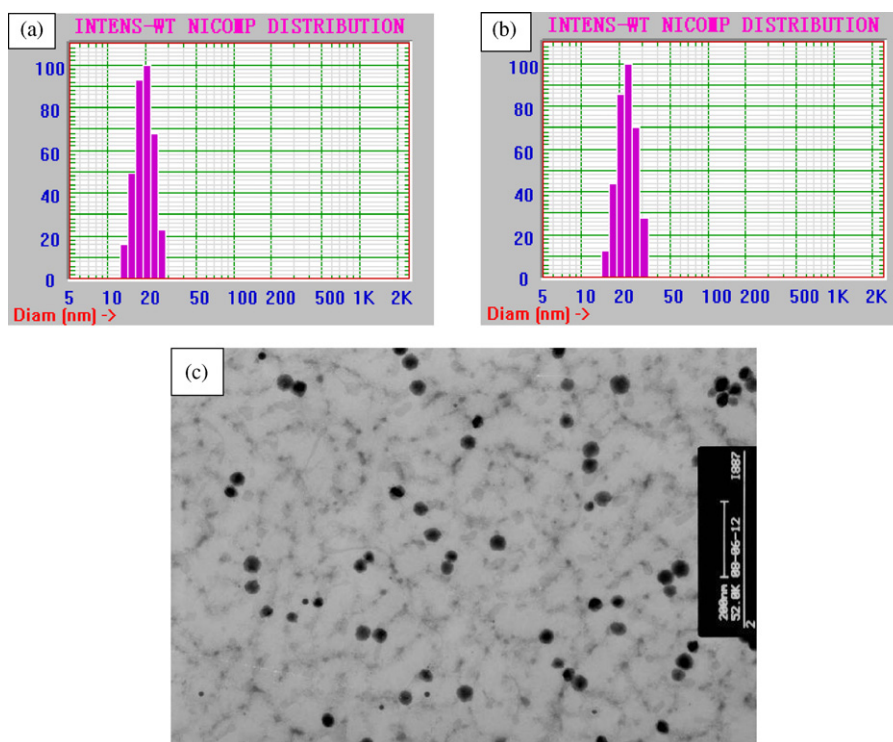 (a)
INTENS-WT NICOMP DISTRIBUTION
100
80
60
40
20
0
5 10 20 50 100 200 500 1K 2K
Diam (nm) ->
(b)
INTENS-WT NICOMP DISTRIBUTION
100
80
60
40
20
0
5 10 20 50 100 200 500 1K 2K
Diam (nm) ->
(c)
200nm I887
52.0K 08-06-12
2